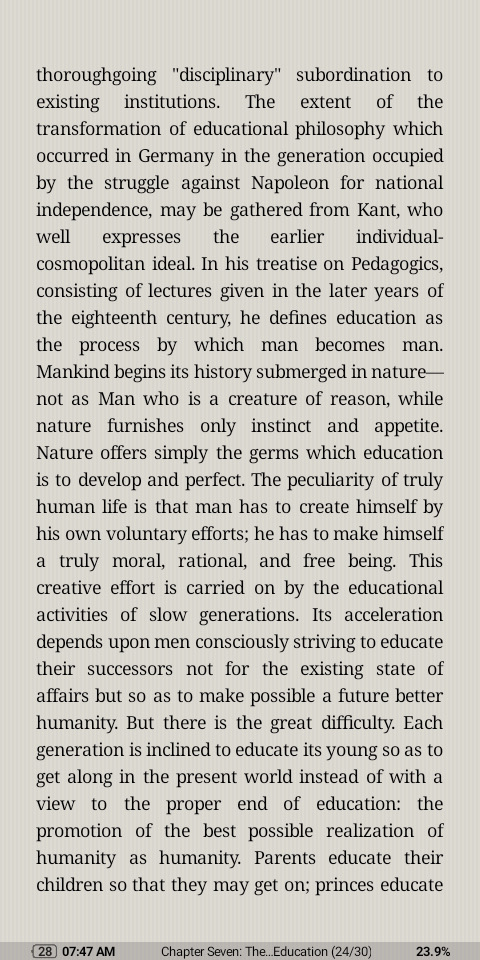 thoroughgoing "disciplinary" subordination to
existing institutions. The extent of the
transformation of educational philosophy which
occurred in Germany in the generation occupied
by the struggle against Napoleon for national
independence, may be gathered from Kant, who
well expresses the earlier individual-
cosmopolitan ideal. In his treatise on Pedagogics,
consisting of lectures given in the later years of
the eighteenth century, he defines education as
the process by which man becomes man.
Mankind begins its history submerged in nature—
not as Man who is a creature of reason, while
nature furnishes only instinct and appetite.
Nature offers simply the germs which education
is to develop and perfect. The peculiarity of truly
human life is that man has to create himself by
his own voluntary efforts; he has to make himself
a truly moral, rational, and free being. This
creative effort is carried on by the educational
activities of slow generations. Its acceleration
depends upon men consciously striving to educate
their successors not for the existing state of
affairs but so as to make possible a future better
humanity. But there is the great difficulty. Each
generation is inclined to educate its young so as to
get along in the present world instead of with a
view to the proper end of education: the
promotion of the best possible realization of
humanity as humanity. Parents educate their
children so that they may get on; princes educate
28 07:47 AM Chapter Seven: The...Education (24/30) 23.9%